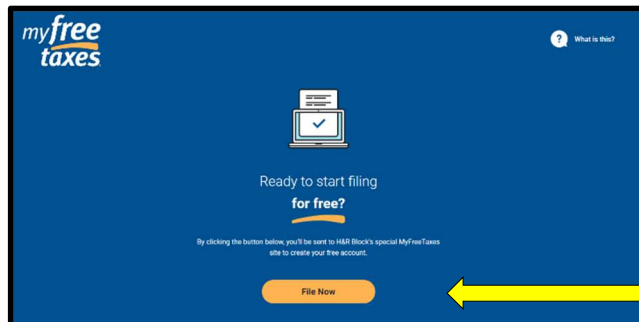 my free
taxes
? What is this?
Ready to start filing
for free?
By clicking the button below, you'll be sent to H&R Block's special MyFreeTaxes
site to create your free account.
File Now